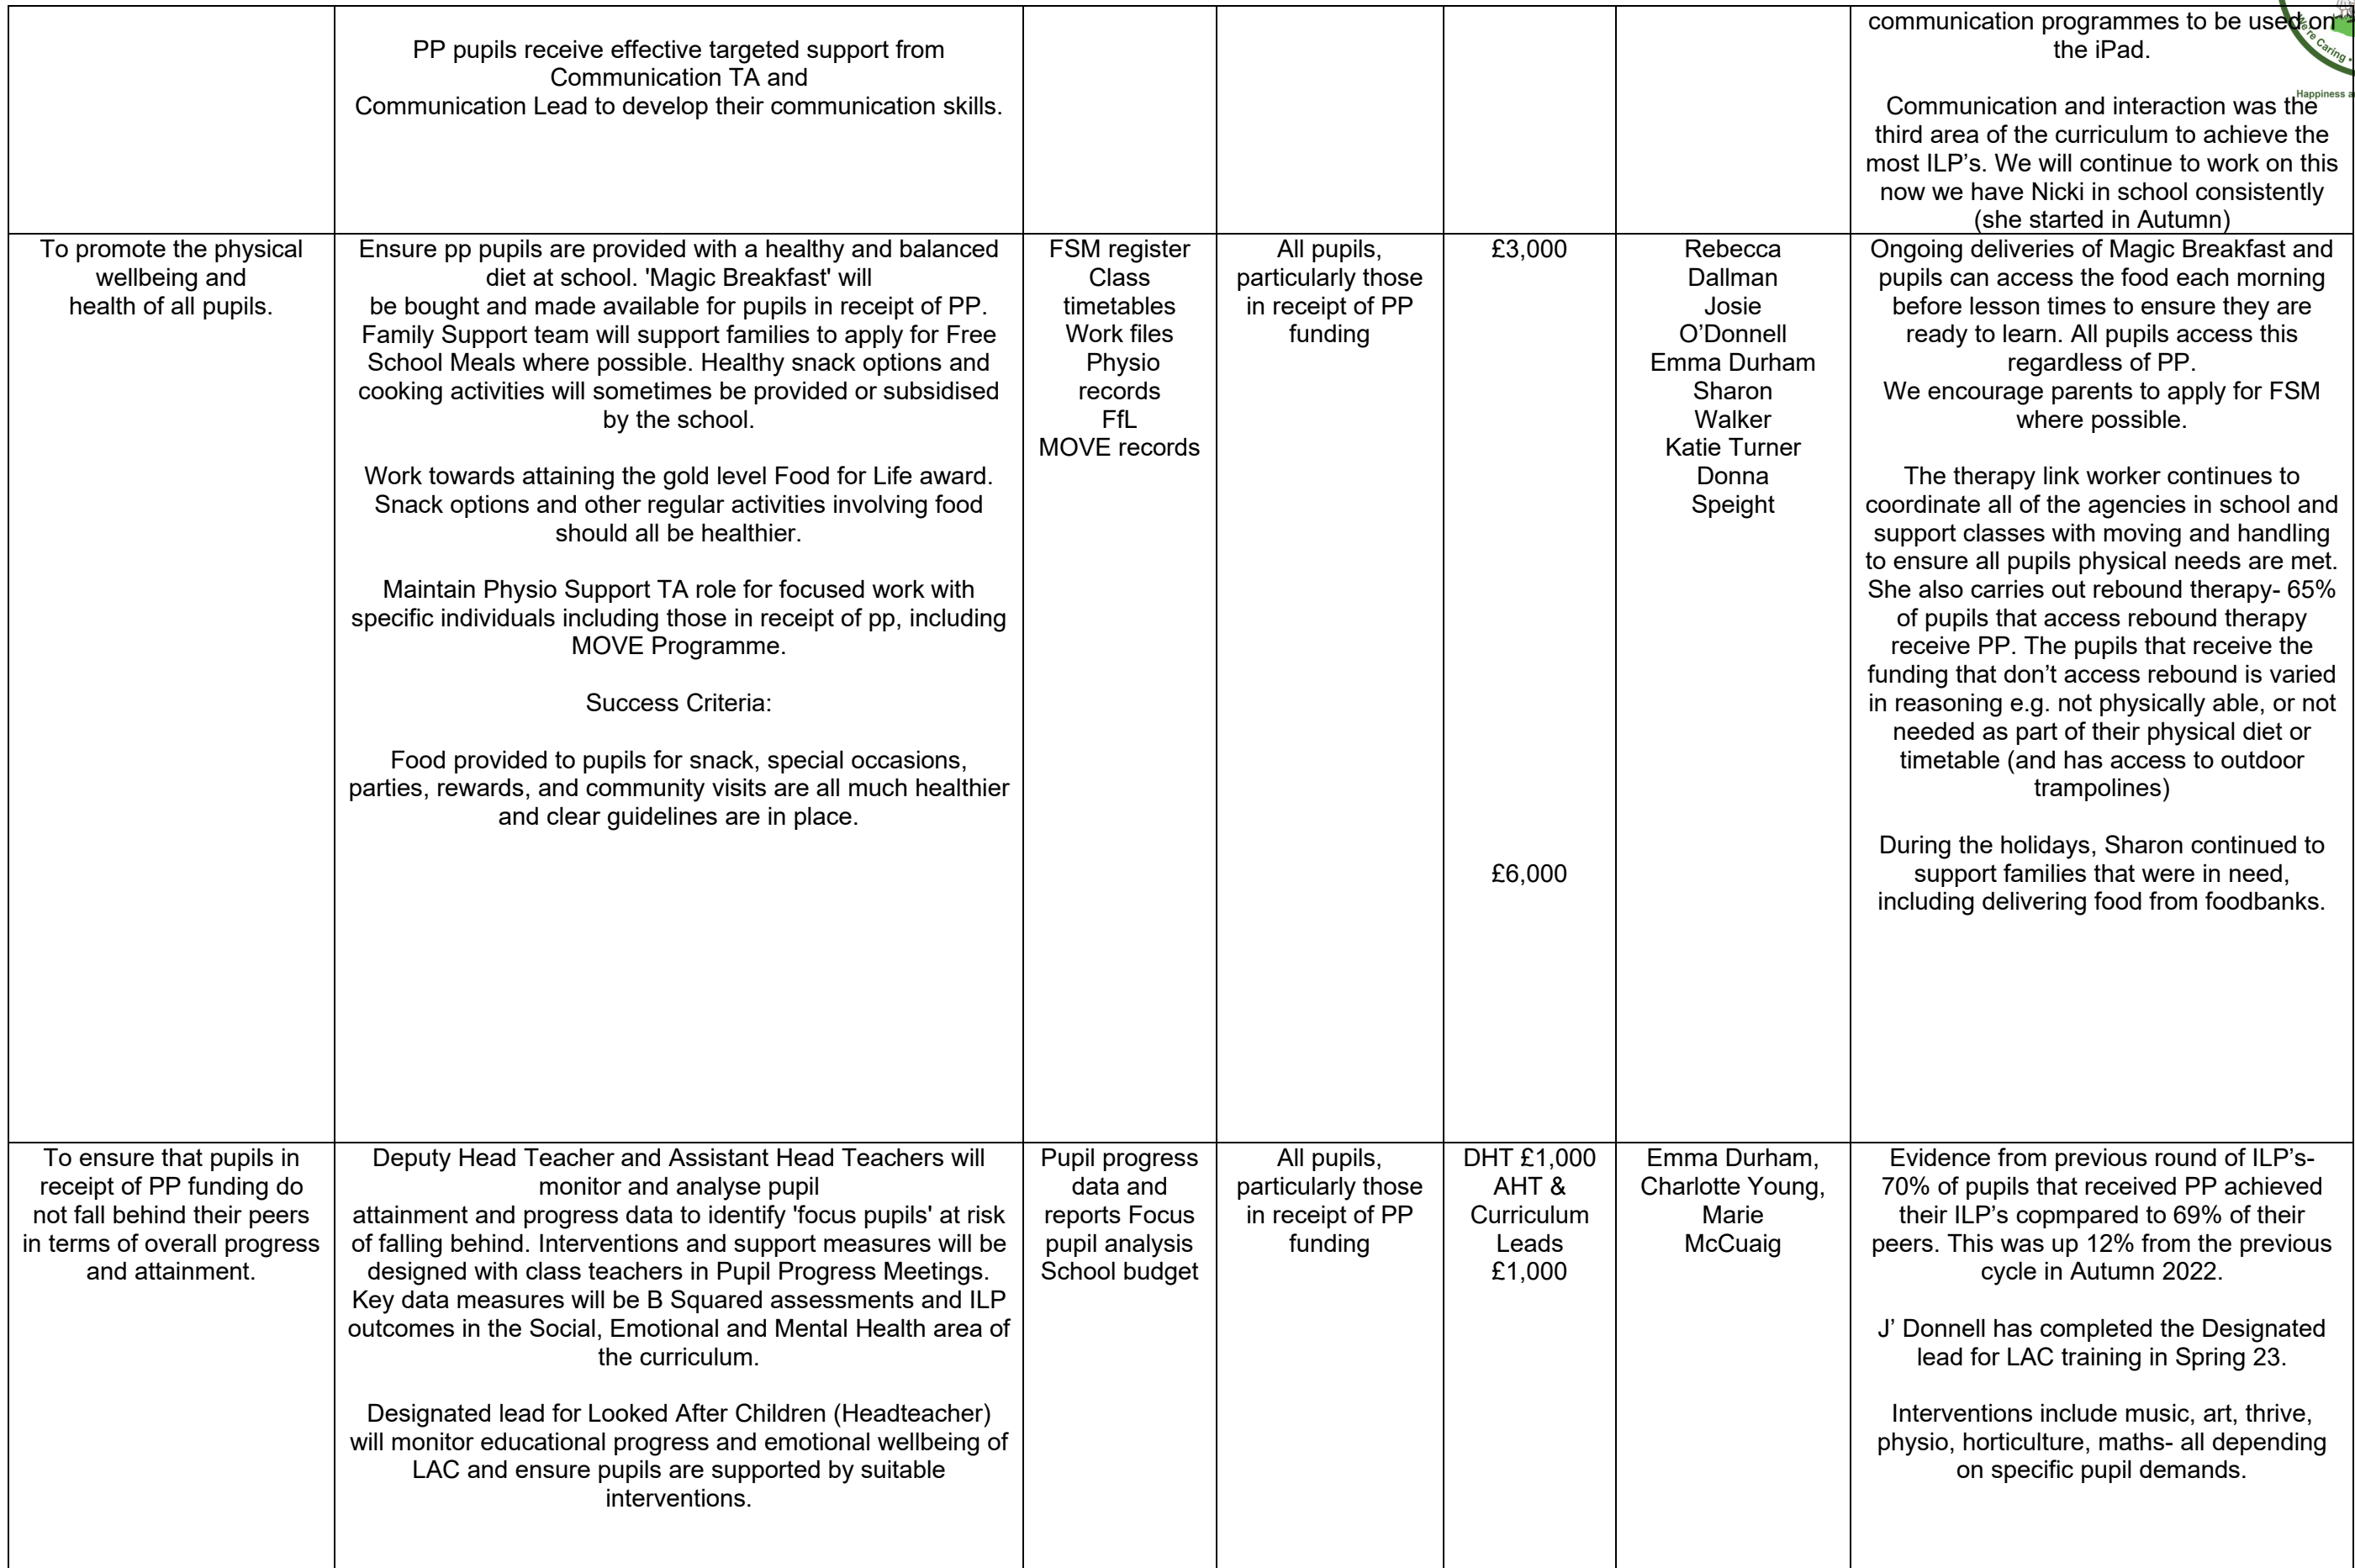 PP pupils receive effective targeted support from
Communication TA and
Communication Lead to develop their communication skills.
communication programmes to be used on
the iPad.
Communication and interaction was the
third area of the curriculum to achieve the
most ILP’s. We will continue to work on this
now we have Nicki in school consistently
(she started in Autumn)
We're Caring •
Happiness
To promote the physical
wellbeing and
health of all pupils.
Ensure pp pupils are provided with a healthy and balanced
diet at school. 'Magic Breakfast' will
be bought and made available for pupils in receipt of PP.
Family Support team will support families to apply for Free
School Meals where possible. Healthy snack options and
cooking activities will sometimes be provided or subsidised
by the school.
Work towards attaining the gold level Food for Life award.
Snack options and other regular activities involving food
should all be healthier.
Maintain Physio Support TA role for focused work with
specific individuals including those in receipt of pp, including
MOVE Programme.
Success Criteria:
Food provided to pupils for snack, special occasions,
parties, rewards, and community visits are all much healthier
and clear guidelines are in place.
FSM register
Class
timetables
Work files
Physio
records
FfL
MOVE records
All pupils,
particularly those
in receipt of PP
funding
£3,000
£6,000
Rebecca
Dallman
Josie
O’Donnell
Emma Durham
Sharon
Walker
Katie Turner
Donna
Speight
Ongoing deliveries of Magic Breakfast and
pupils can access the food each morning
before lesson times to ensure they are
ready to learn. All pupils access this
regardless of PP.
We encourage parents to apply for FSM
where possible.
The therapy link worker continues to
coordinate all of the agencies in school and
support classes with moving and handling
to ensure all pupils physical needs are met.
She also carries out rebound therapy- 65%
of pupils that access rebound therapy
receive PP. The pupils that receive the
funding that don’t access rebound is varied
in reasoning e.g. not physically able, or not
needed as part of their physical diet or
timetable (and has access to outdoor
trampolines)
During the holidays, Sharon continued to
support families that were in need,
including delivering food from foodbanks.
To ensure that pupils in
receipt of PP funding do
not fall behind their peers
in terms of overall progress
and attainment.
Deputy Head Teacher and Assistant Head Teachers will
monitor and analyse pupil
attainment and progress data to identify 'focus pupils' at risk
of falling behind. Interventions and support measures will be
designed with class teachers in Pupil Progress Meetings.
Key data measures will be B Squared assessments and ILP
outcomes in the Social, Emotional and Mental Health area of
the curriculum.
Designated lead for Looked After Children (Headteacher)
will monitor educational progress and emotional wellbeing of
LAC and ensure pupils are supported by suitable
interventions.
Pupil progress
data and
reports Focus
pupil analysis
School budget
All pupils,
particularly those
in receipt of PP
funding
DHT £1,000
AHT &
Curriculum
Leads
£1,000
Emma Durham,
Charlotte Young,
Marie
McCuaig
Evidence from previous round of ILP’s-
70% of pupils that received PP achieved
their ILP’s copmpared to 69% of their
peers. This was up 12% from the previous
cycle in Autumn 2022.
J’ Donnell has completed the Designated
lead for LAC training in Spring 23.
Interventions include music, art, thrive,
physio, horticulture, maths- all depending
on specific pupil demands.